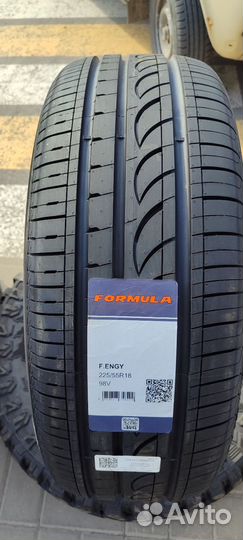 FORMULA
F.ENGY
225/55R18
98V
Avito